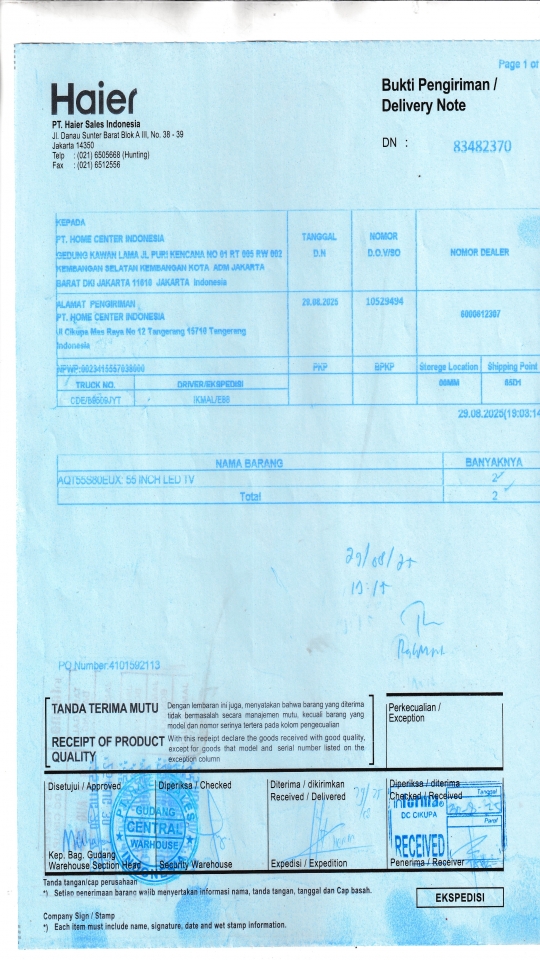 Page 1 of
Haier
Bukti Pengiriman /
Delivery Note
PT. Haier Sales Indonesia
Jl. Danau Sunter Barat Blok A III, No. 38 - 39
Jakarta 14350
Telp : (021) 6505668 (Hunting)
Fax : (021) 6512556
DN : 83482370
KEPADA
PT. HOME CENTER INDONESIA
GEDUNG KAWAN LAMA JL PURI KENCANA NO 01 RT 005 RW 002
KEMBANGAN SELATAN KEMBANGAN KOTA ADM JAKARTA
BARAT DKI JAKARTA 11610 JAKARTA Indonesia
TANGGAL
D.N
NOMOR
D.O.Y/SO
NOMOR DEALER
ALAMAT PENGIRIMAN
PT. HOME CENTER INDONESIA
Jl Cikupa Mas Raya No 12 Tangerang 15710 Tangerang
Indonesia
29.08.2025
10529494
6000612307
PKP
BPKP
Storege Location
Shipping Point
TRUCK NO.
DRIVER/EKSPEDISI
IKMAL/EBS
29.08.2025(19:03:14
NAMA BARANG
BANYAKNYA
AQT55S80EUX: 55 INCH LED TV
2
Total
2
29/08/25
19:15
PO.Number:4101592113
TANDA TERIMA MUTU
Dengan lembaran ini juga, menyatakan bahwa barang yang diterima
tidak bermasalah secara manajemen mutu, kecuali barang yang
model dan nomor serinya tertera pada kolom pengecualian
RECEIPT OF PRODUCT
QUALITY
With this receipt declare the goods received with good quality,
except for goods that model and serial number listed on the
exception column
Perkecualian /
Exception
Disetujui / Approved
Diperiksa / Checked
Diterima / dikirimkan
Received / Delivered
Diperiksa / diterima
Checked / Received
GUDANG
CENTRAL
WARHOUSE
DC CIKUPA
RECEIVED
Tanggal
Paraf
Kep. Bag. Gudang
Warehouse Section Head
Security Warehouse
Expedisi / Expedition
Penerima / Receiver
Tanda tangan/cap perusahaan
*) Setiap penerimaan barang wajib menyertakan informasi nama, tanda tangan, tanggal dan Cap basah.
EKSPEDISI
Company Sign / Stamp
*) Each item must include name, signature, date and wet stamp information.